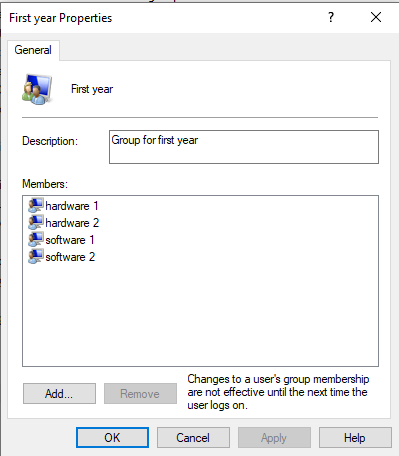 First year Properties
?
General
First year
Description:
Group for first year
Members:
hardware 1
hardware 2
software 1
software 2
Add...
Remove
Changes to a user's group membership
are not effective until the next time the
user logs on.
OK
Cancel
Apply
Help